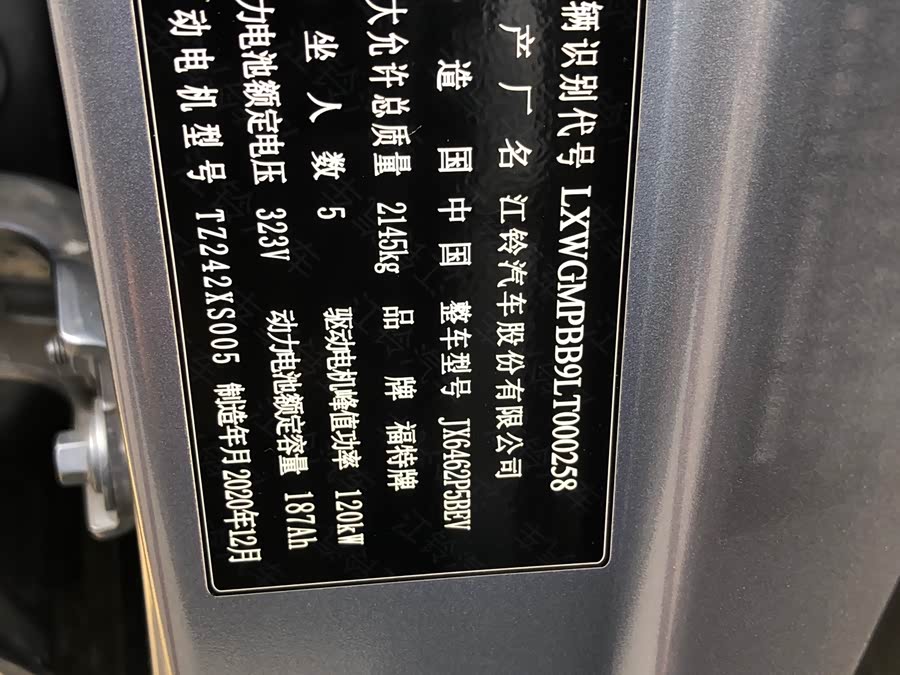 辆识别代号 LXWGMPBB9LT000258
产厂名 江铃汽车股份有限公司
造国 中国 整车型号 JX6462P5BEV
大允许总质量 2145kg 品牌 福特牌
坐人数 5 驱动电机峰值功率 120kW
力电池额定电压 323V 动力电池额定容量 187Ah
动电机型号 TZ242XS005 制造年月 2020年12月